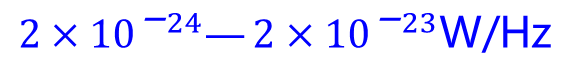 2 × 10 ⁻²⁴— 2 × 10 ⁻²³W/Hz